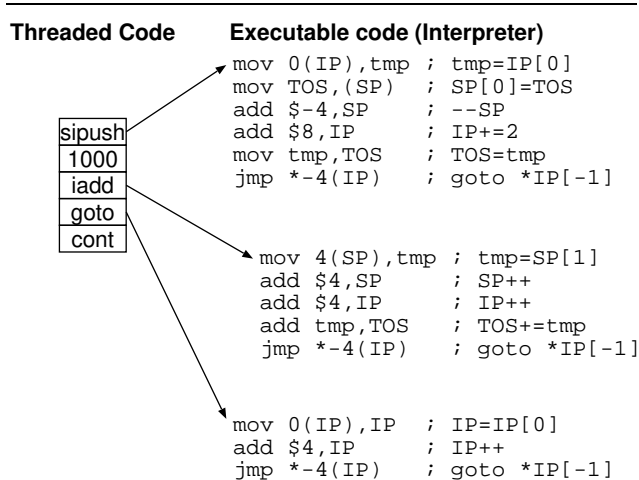 Threaded Code Executable code (Interpreter)
mov 0(IP),tmp ; tmp=IP[0]
mov TOS,(SP) ; SP[0]=TOS
add $-4,SP ; --SP
add $8,IP ; IP+=2
mov tmp,TOS ; TOS=tmp
jmp *-4(IP) ; goto *IP[-1]
sipush
1000
iadd
goto
cont
mov 4(SP),tmp ; tmp=SP[1]
add $4,SP ; SP++
add $4,IP ; IP++
add tmp,TOS ; TOS+=tmp
jmp *-4(IP) ; goto *IP[-1]
mov 0(IP),IP ; IP=IP[0]
add $4,IP ; IP++
jmp *-4(IP) ; goto *IP[-1]